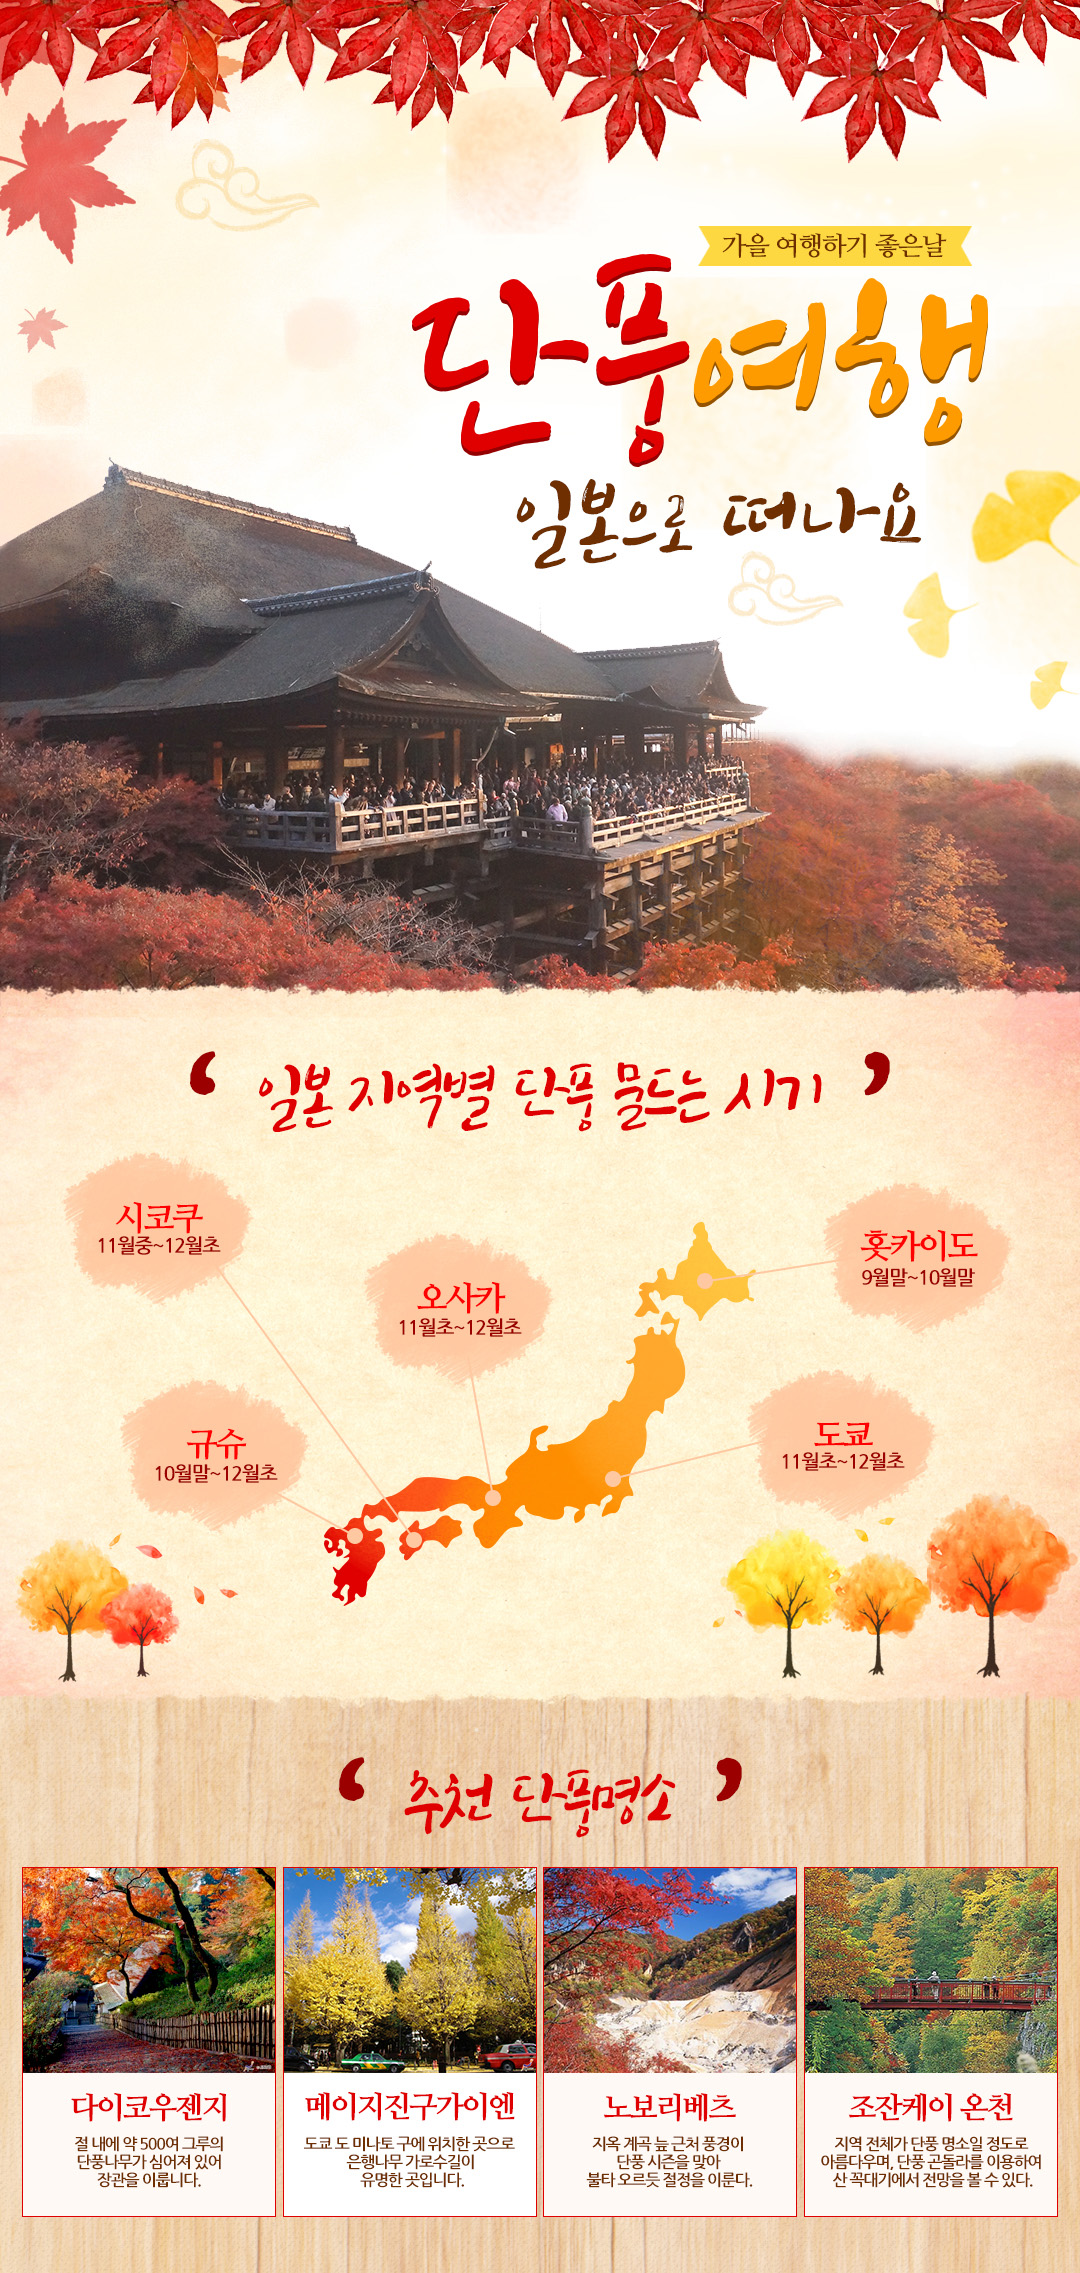 가을 여행하기 좋은날
단풍여행
일본으로 떠나요
‘ 일본 지역별 단풍 물드는 시기 ’
시코쿠
11월중~12월초
홋카이도
9월말~10월말
오사카
11월초~12월초
규슈
10월말~12월초
도쿄
11월초~12월초
‘ 추천 단풍명소 ’
다이코우젠지
절 내에 약 500여 그루의
단풍나무가 심어져 있어
장관을 이룹니다.
메이지진구가이엔
도쿄 도 미나토 구에 위치한 곳으로
은행나무 가로수길이
유명한 곳입니다.
노보리베츠
지옥 계곡 늪 근처 풍경이
단풍 시즌을 맞아
불타 오르듯 절정을 이룬다.
조잔케이 온천
지역 전체가 단풍 명소일 정도로
아름다우며, 단풍 곤돌라를 이용하여
산 꼭대기에서 전망을 볼 수 있다.